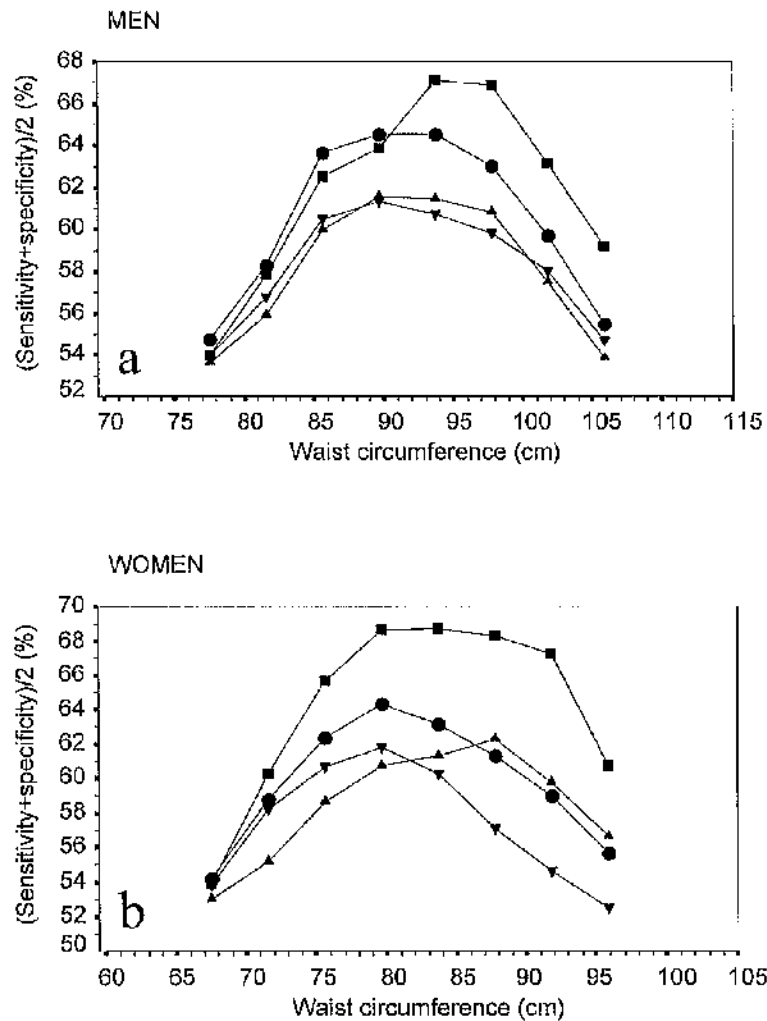 MEN
68
66
64
62
60
58
56
54
52
(Sensitivity+specificity)/2 (%)
a
70 75 80 85 90 95 100 105 110 115
Waist circumference (cm)
WOMEN
70
68
66
64
62
60
58
56
54
52
50
(Sensitivity+specificity)/2 (%)
b
60 65 70 75 80 85 90 95 100 105
Waist circumference (cm)